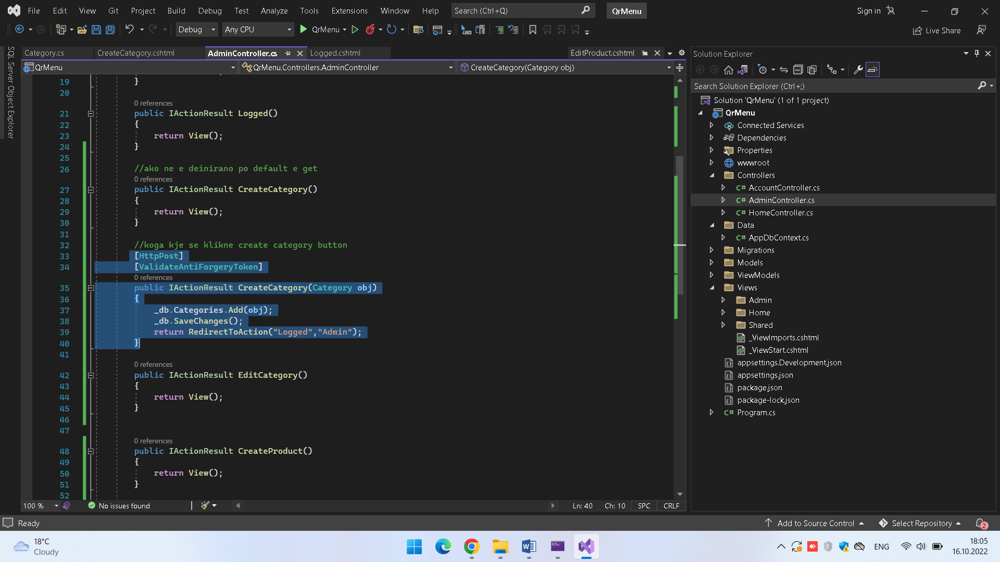 File Edit View Git Project Build Debug Test Analyze Tools Extensions Window Help Search (Ctrl+Q) QrMenu Sign in
Debug Any CPU QrMenu Live Share
SQL Server Object Explorer
Category.cs CreateCategory.cshtml AdminController.cs Logged.cshtml EditProduct.cshtml
QrMenu QrMenu.Controllers.AdminController CreateCategory(Category obj)
19 }
20
0 references
21 public IActionResult Logged()
22 {
23 return View();
24 }
25
26 //ako ne e deinirano po default e get
0 references
27 public IActionResult CreateCategory()
28 {
29 return View();
30 }
31
32 //koga kje se klikne create category button
33 [HttpPost]
34 [ValidateAntiForgeryToken]
0 references
35 public IActionResult CreateCategory(Category obj)
36 {
37 _db.Categories.Add(obj);
38 _db.SaveChanges();
39 return RedirectToAction("Logged","Admin");
40 }
41
0 references
42 public IActionResult EditCategory()
43 {
44 return View();
45 }
46
47
0 references
48 public IActionResult CreateProduct()
49 {
50 return View();
51 }
52
100 % No issues found Ln: 40 Ch: 10 SPC CRLF
Solution Explorer
Search Solution Explorer (Ctrl+;)
Solution 'QrMenu' (1 of 1 project)
QrMenu
Connected Services
Dependencies
Properties
wwwroot
Controllers
C# AccountController.cs
C# AdminController.cs
C# HomeController.cs
Data
C# AppDbContext.cs
Migrations
Models
ViewModels
Views
Admin
Home
Shared
_ViewImports.cshtml
_ViewStart.cshtml
appsettings.Development.json
appsettings.json
package.json
package-lock.json
C# Program.cs
Ready Add to Source Control Select Repository 2
18°C
Cloudy
ENG
18:05
16.10.2022